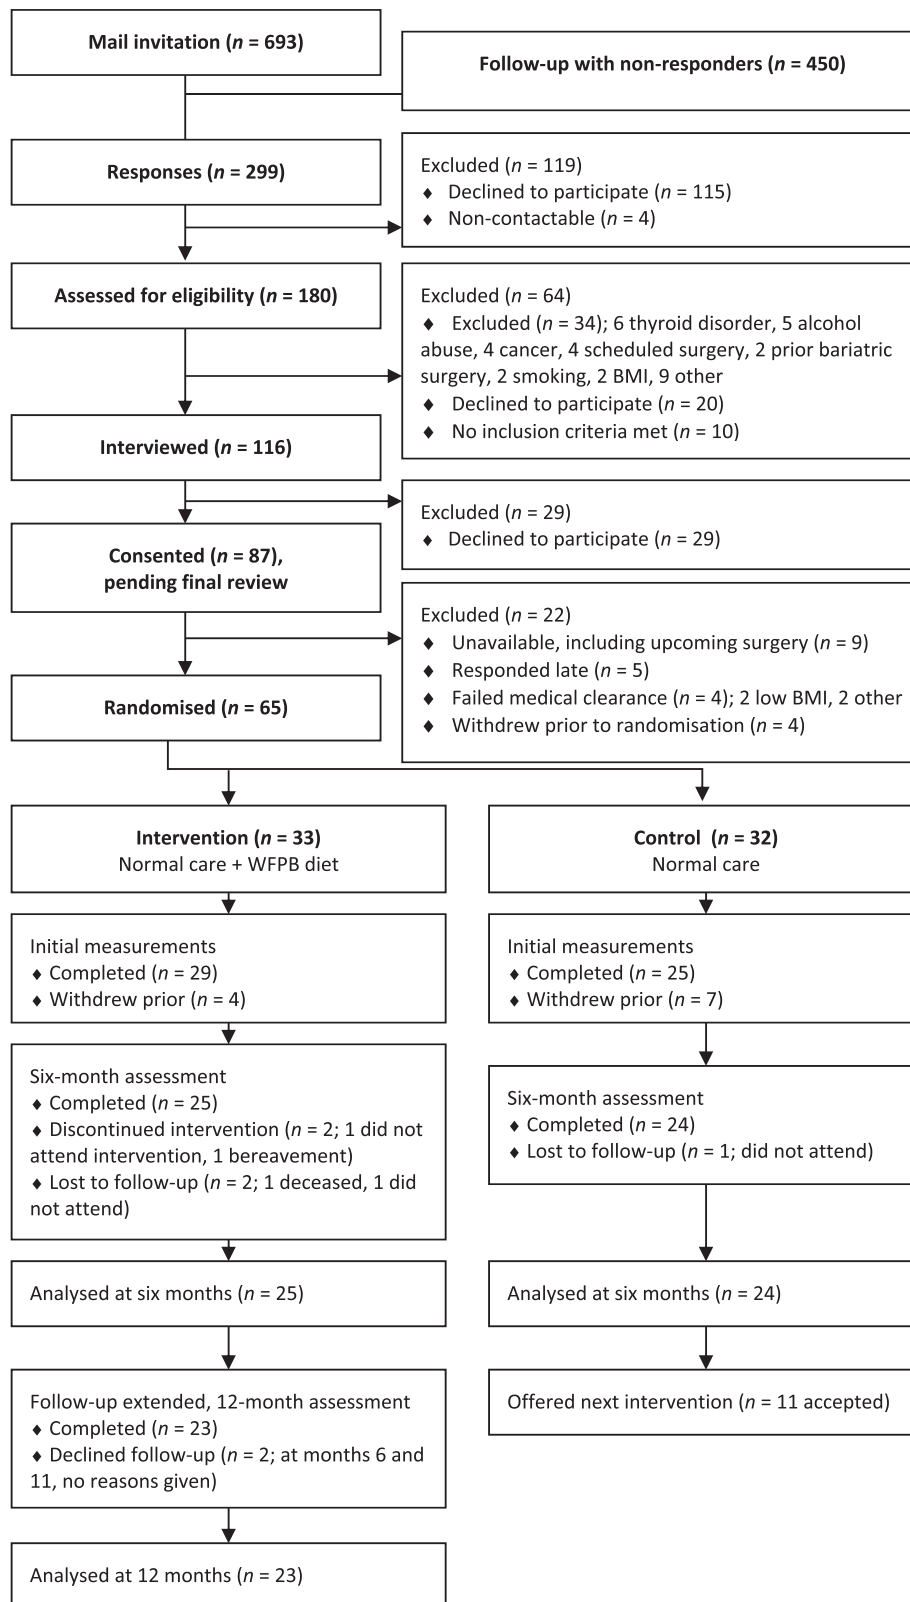 Mail invitation (n = 693)
Follow-up with non-responders (n = 450)
Responses (n = 299)
Excluded (n = 119)
♦ Declined to participate (n = 115)
♦ Non-contactable (n = 4)
Assessed for eligibility (n = 180)
Excluded (n = 64)
♦ Excluded (n = 34); 6 thyroid disorder, 5 alcohol
abuse, 4 cancer, 4 scheduled surgery, 2 prior bariatric
surgery, 2 smoking, 2 BMI, 9 other
♦ Declined to participate (n = 20)
♦ No inclusion criteria met (n = 10)
Interviewed (n = 116)
Excluded (n = 29)
♦ Declined to participate (n = 29)
Consented (n = 87),
pending final review
Excluded (n = 22)
♦ Unavailable, including upcoming surgery (n = 9)
♦ Responded late (n = 5)
♦ Failed medical clearance (n = 4); 2 low BMI, 2 other
♦ Withdrew prior to randomisation (n = 4)
Randomised (n = 65)
Intervention (n = 33)
Normal care + WFPB diet
Control (n = 32)
Normal care
Initial measurements
♦ Completed (n = 29)
♦ Withdrew prior (n = 4)
Initial measurements
♦ Completed (n = 25)
♦ Withdrew prior (n = 7)
Six-month assessment
♦ Completed (n = 25)
♦ Discontinued intervention (n = 2; 1 did not
attend intervention, 1 bereavement)
♦ Lost to follow-up (n = 2; 1 deceased, 1 did
not attend)
Six-month assessment
♦ Completed (n = 24)
♦ Lost to follow-up (n = 1; did not attend)
Analysed at six months (n = 25)
Analysed at six months (n = 24)
Follow-up extended, 12-month assessment
♦ Completed (n = 23)
♦ Declined follow-up (n = 2; at months 6 and
11, no reasons given)
Offered next intervention (n = 11 accepted)
Analysed at 12 months (n = 23)